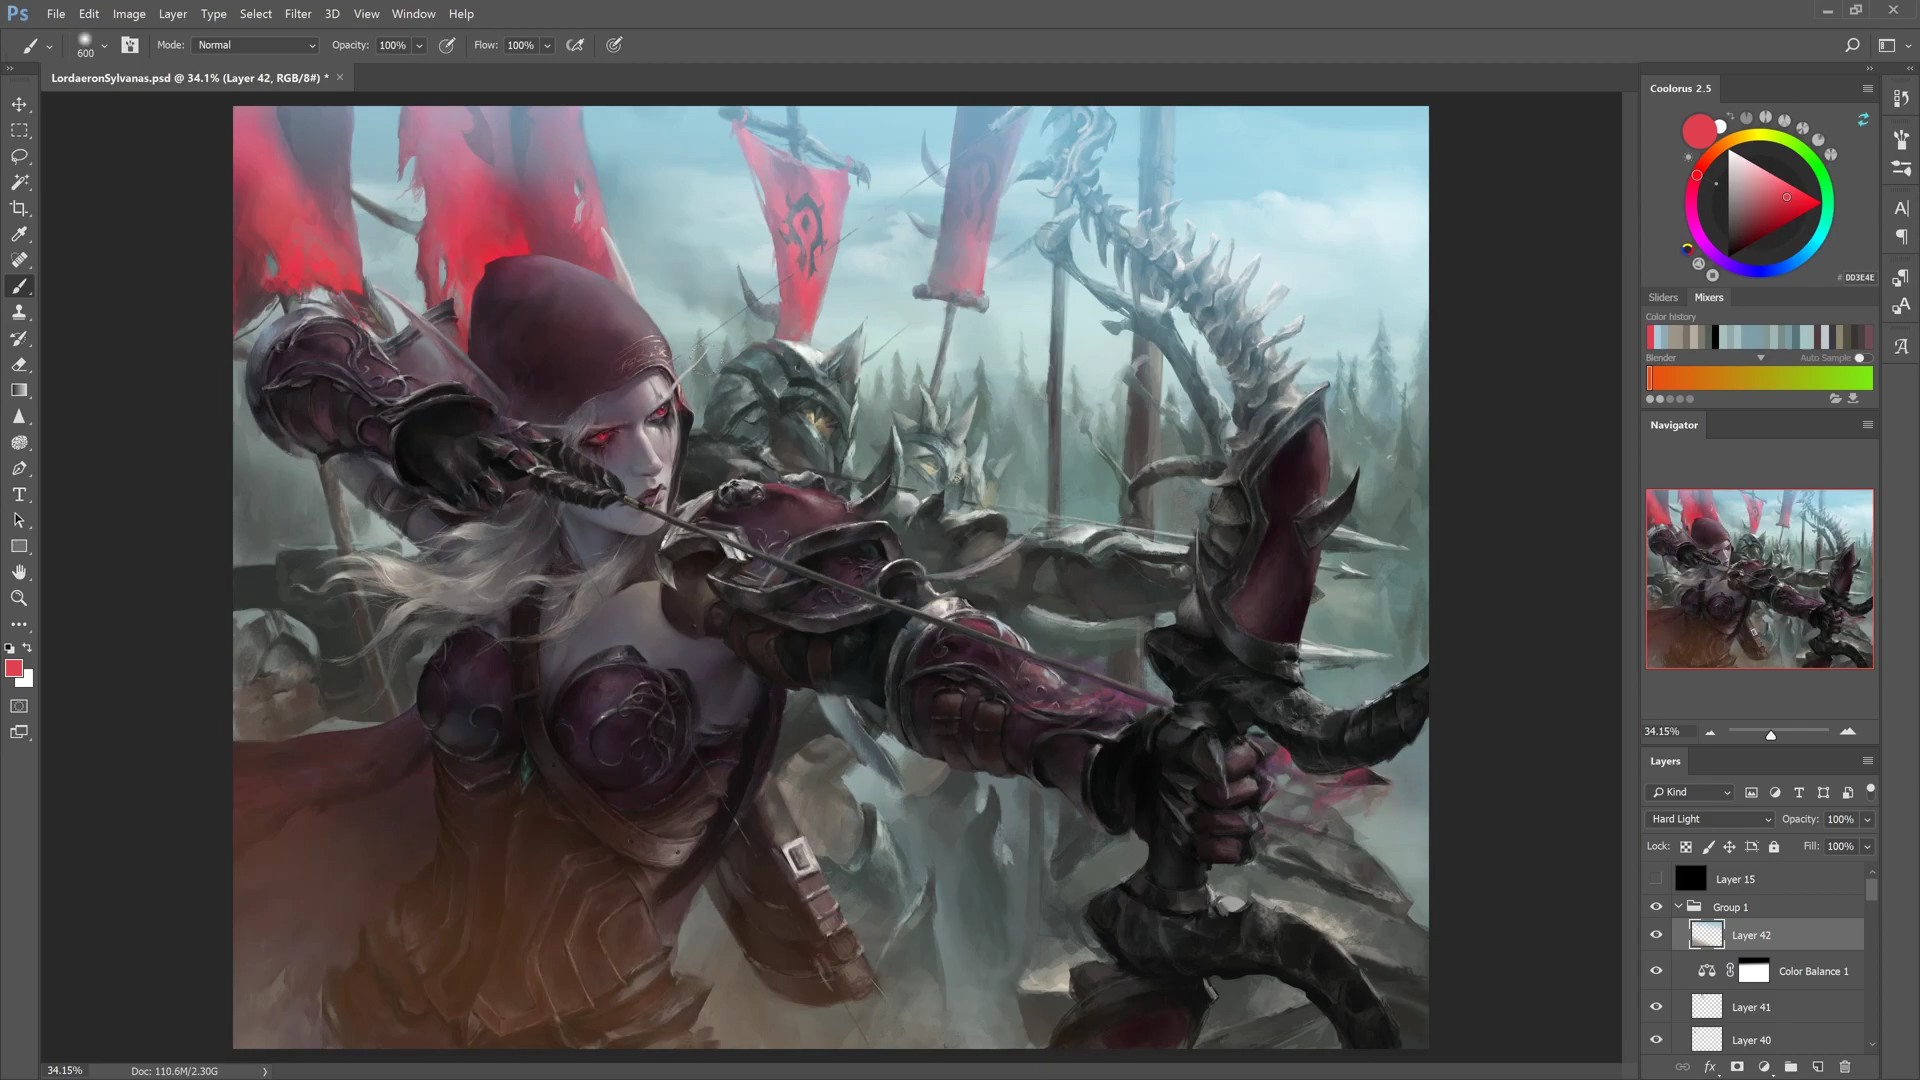 Ps File Edit Image Layer Type Select Filter 3D View Window Help
600 Mode: Normal Opacity: 100% Flow: 100%
LordaeronSylvanas.psd @ 34.1% (Layer 42, RGB/8#) *
Coolorus 2.5
# DD3E4E
Sliders Mixers
Color history
Blender Auto Sample
Navigator
34.15%
Layers
Kind
Hard Light Opacity: 100%
Lock: Fill: 100%
Layer 15
Group 1
Layer 42
Color Balance 1
Layer 41
Layer 40
fx
34.15% Doc: 110.6M/2.30G